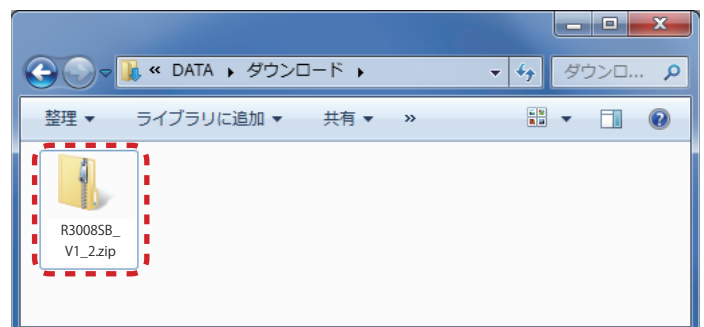 « DATA ▸ ダウンロード ▸ ダウンロ...
整理 ▼ ライブラリに追加 ▼ 共有 ▼ »
R3008SB_
V1_2.zip